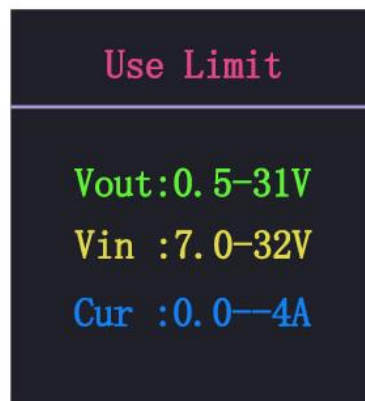 Use Limit
Vout:0.5-31V
Vin :7.0-32V
Cur :0.0--4A